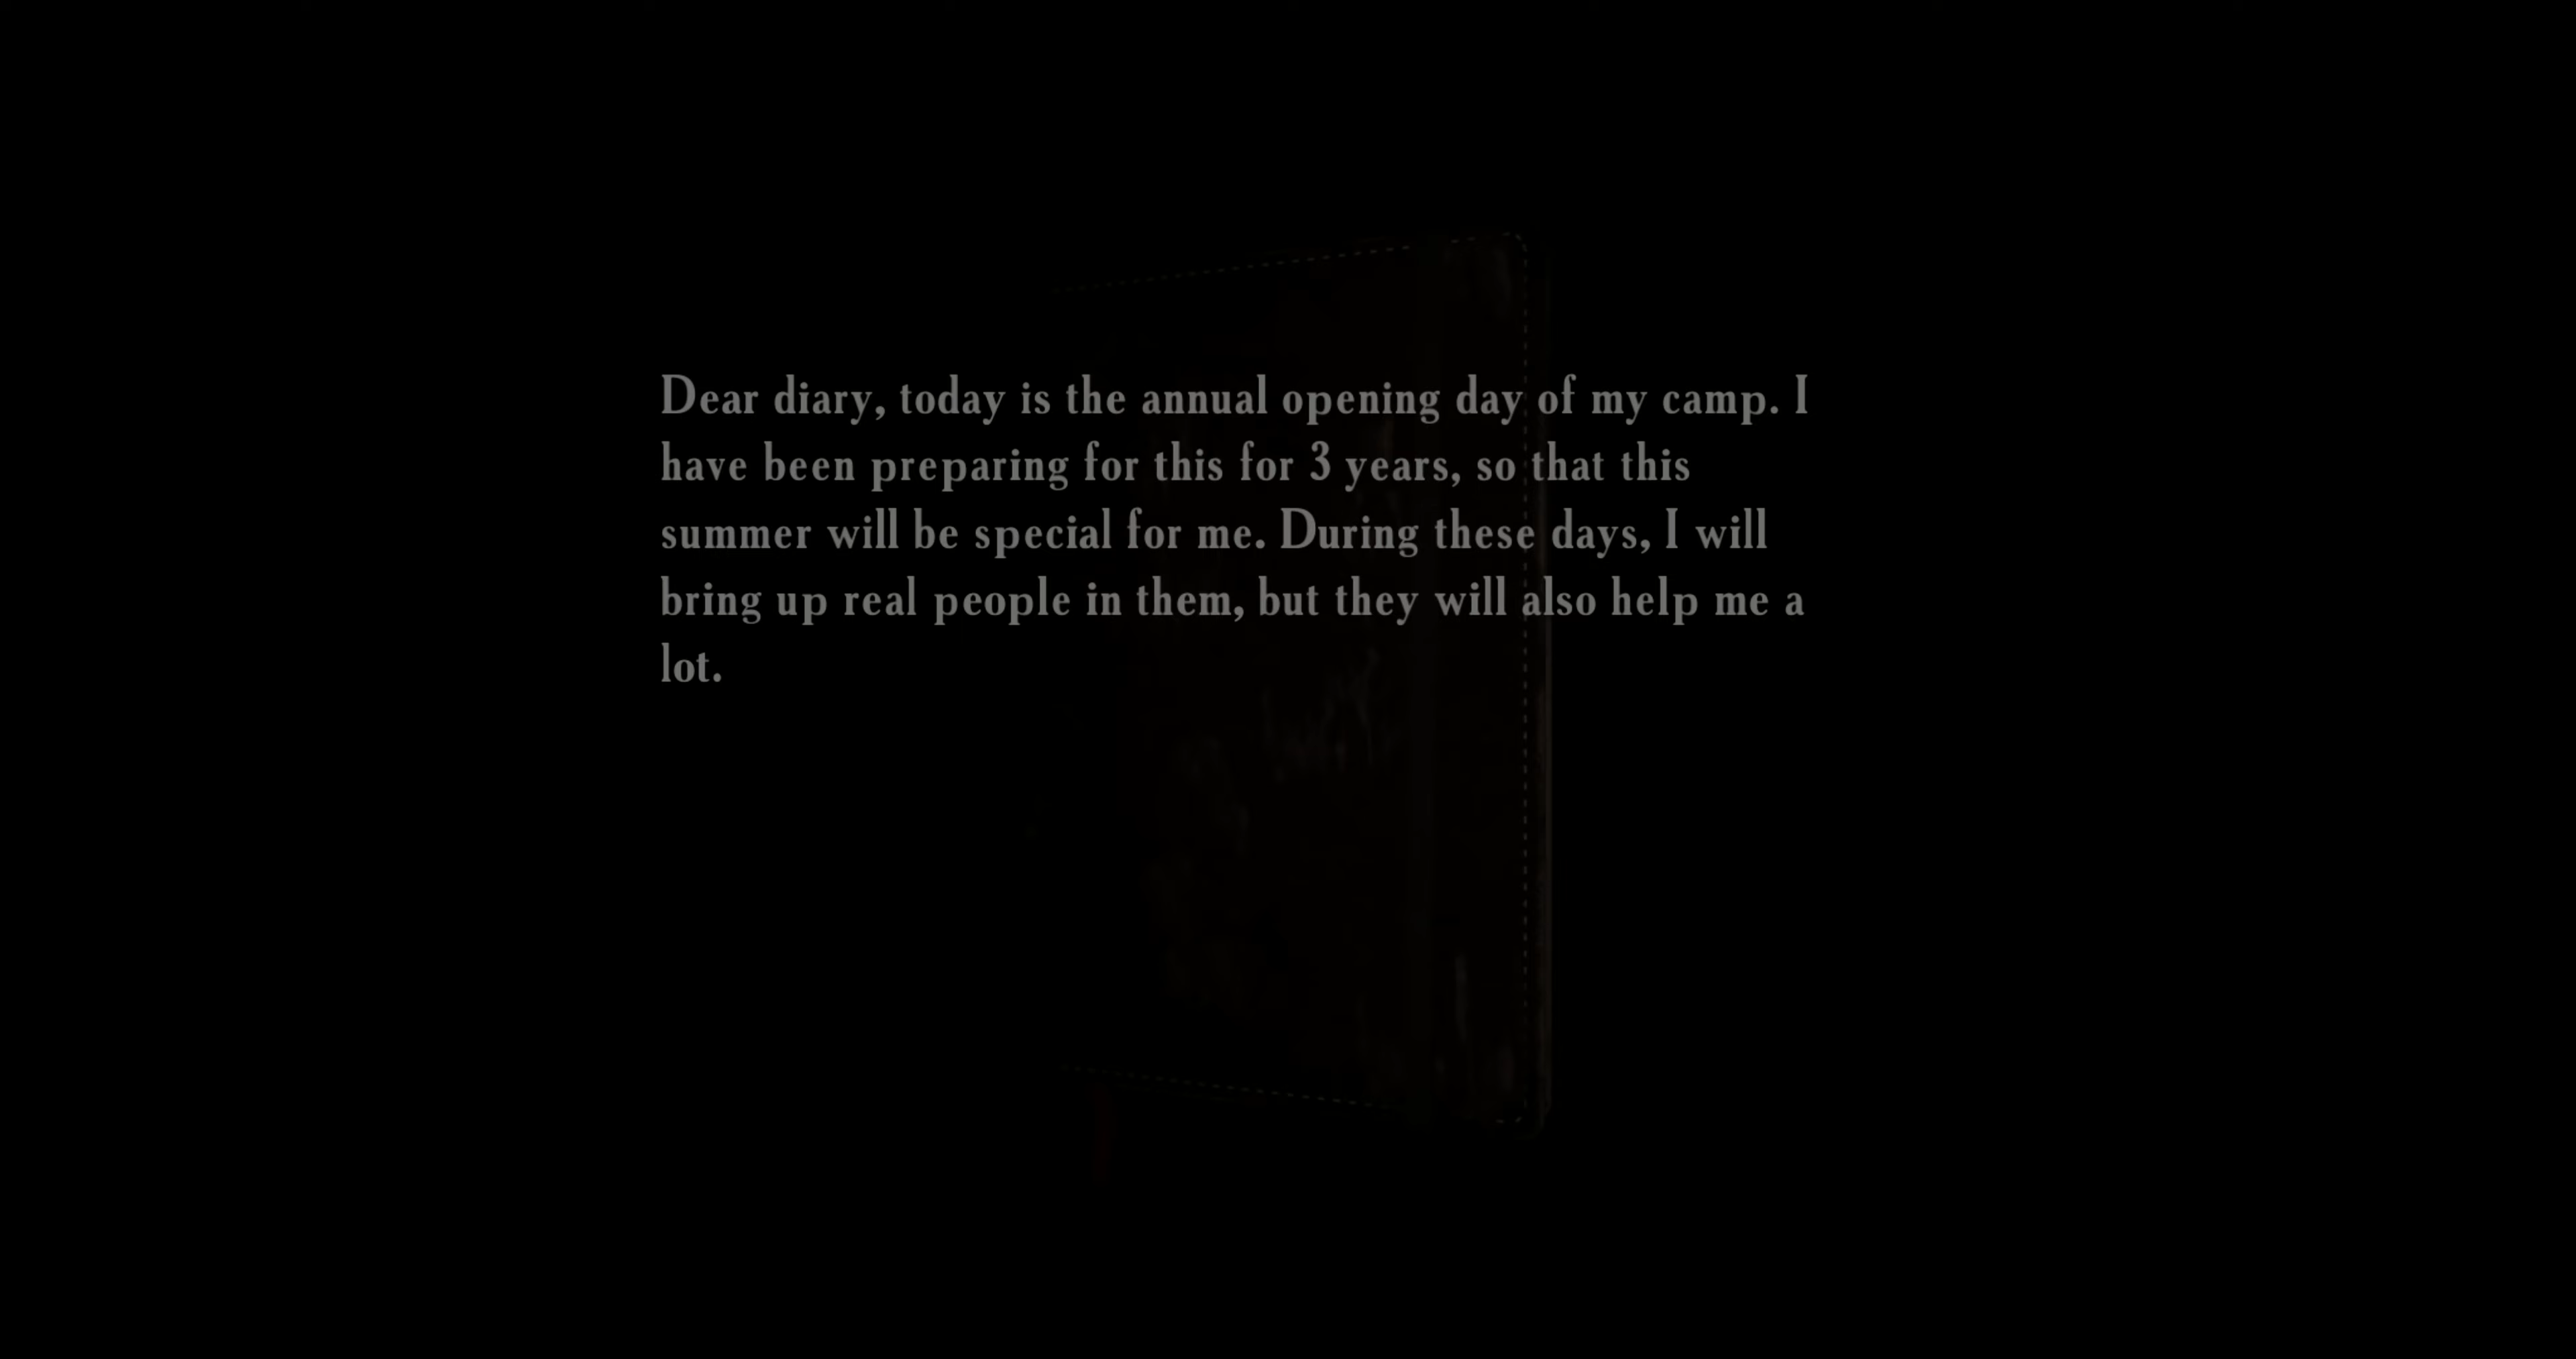 Dear diary, today is the annual opening day of my camp. I
have been preparing for this for 3 years, so that this
summer will be special for me. During these days, I will
bring up real people in them, but they will also help me a
lot.